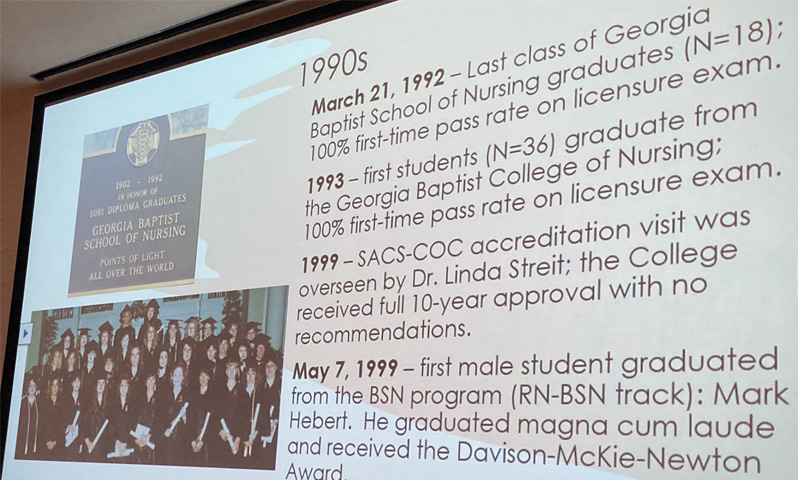 1990s
March 21, 1992 – Last class of Georgia
Baptist School of Nursing graduates (N=18);
100% first-time pass rate on licensure exam.
1993 – first students (N=36) graduate from
the Georgia Baptist College of Nursing;
100% first-time pass rate on licensure exam.
1999 – SACS-COC accreditation visit was
overseen by Dr. Linda Streit; the College
received full 10-year approval with no
recommendations.
May 7, 1999 – first male student graduated
from the BSN program (RN-BSN track): Mark
Hebert. He graduated magna cum laude
and received the Davison-McKie-Newton
Award.
1902 - 1992
IN HONOR OF
5081 DIPLOMA GRADUATES
GEORGIA BAPTIST
SCHOOL OF NURSING
POINTS OF LIGHT
ALL OVER THE WORLD